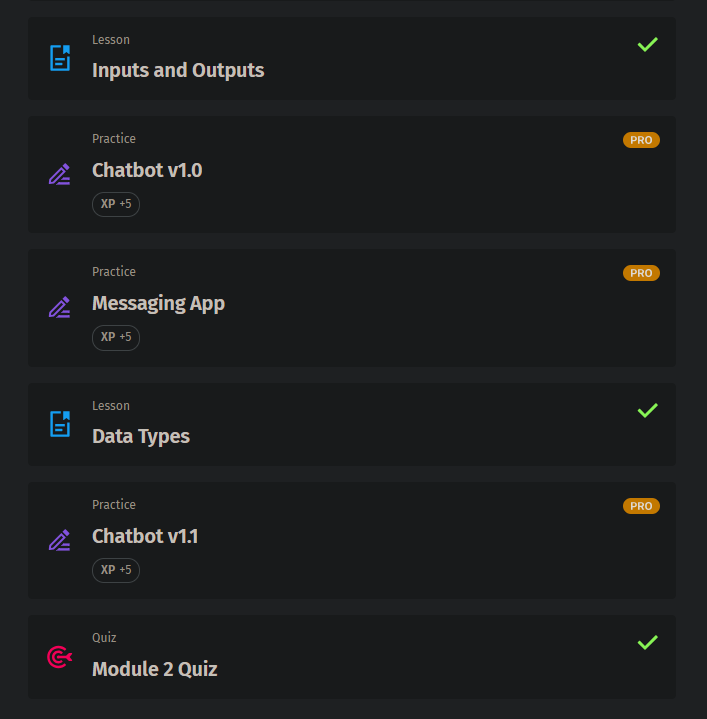 Lesson
Inputs and Outputs
Practice
PRO
Chatbot v1.0
XP +5
Practice
PRO
Messaging App
XP +5
Lesson
Data Types
Practice
PRO
Chatbot v1.1
XP +5
Quiz
Module 2 Quiz